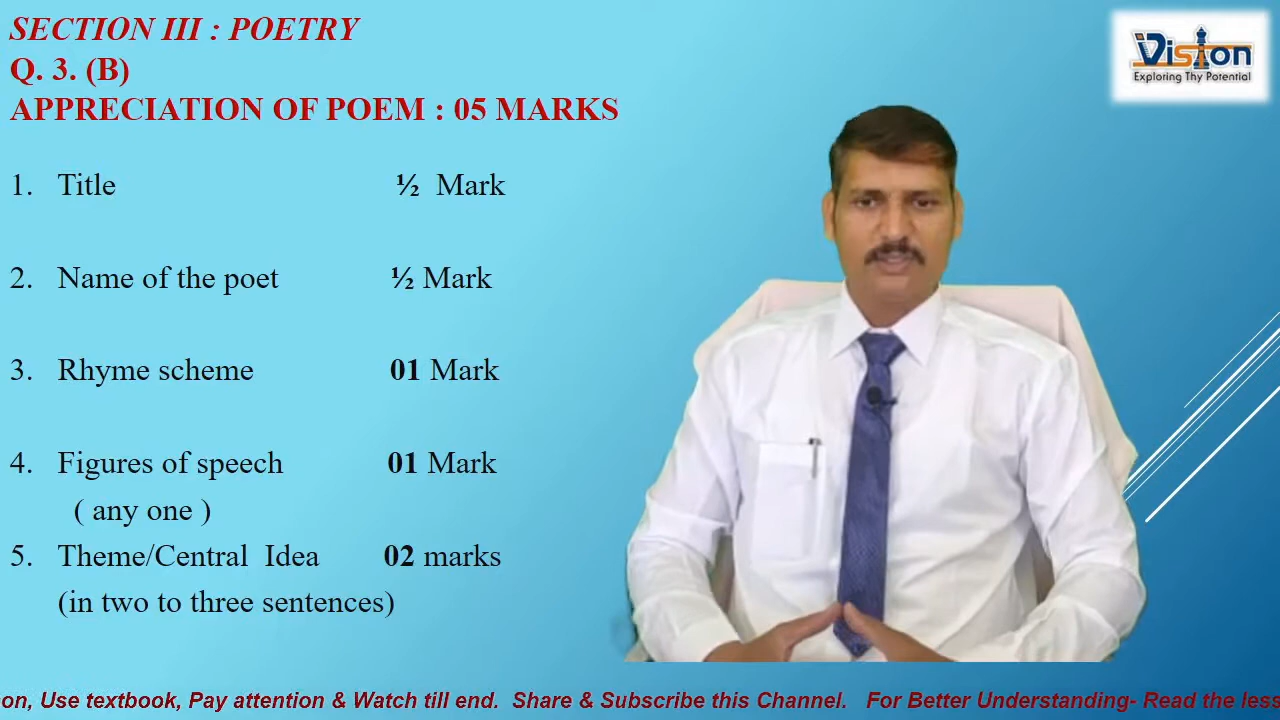 SECTION III : POETRY
Q. 3. (B)
APPRECIATION OF POEM : 05 MARKS
1. Title ½ Mark
2. Name of the poet ½ Mark
3. Rhyme scheme 01 Mark
4. Figures of speech 01 Mark
( any one )
5. Theme/Central Idea 02 marks
(in two to three sentences)
Vision
Exploring Thy Potential
Use textbook, Pay attention & Watch till end. Share & Subscribe this Channel. For Better Understanding- Read the